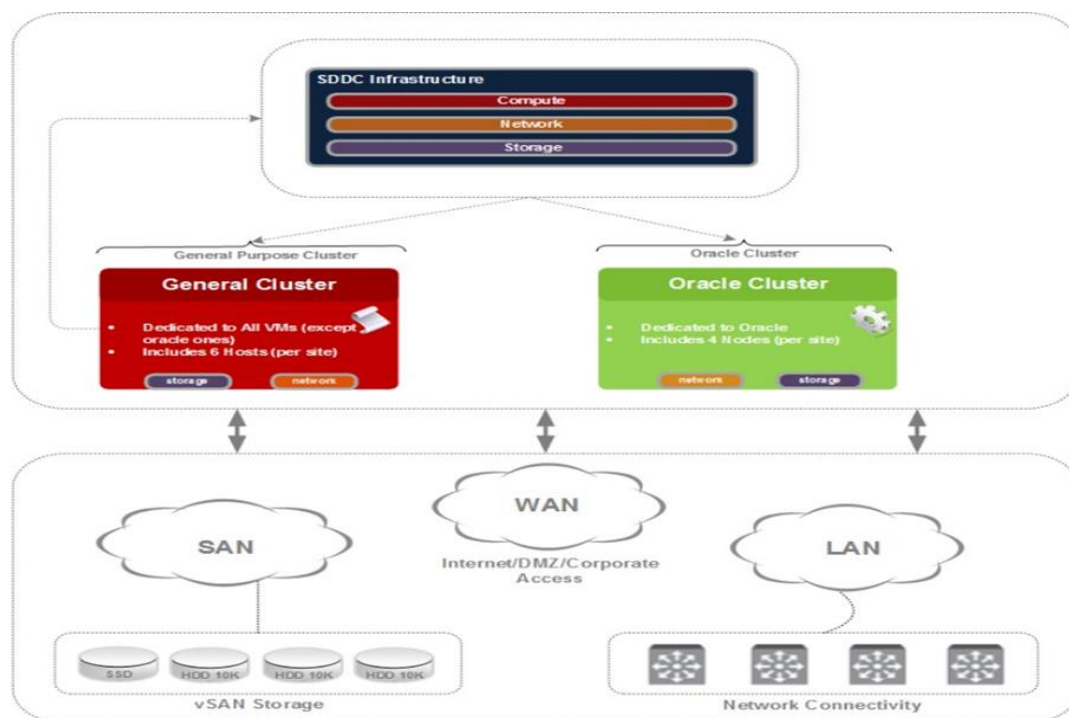 SDDC Infrastructure
Compute
Network
Storage
General Purpose Cluster
Oracle Cluster
General Cluster
• Dedicated to All VMs (except
oracle ones)
• Includes 6 Hosts (per site)
storage
network
Oracle Cluster
• Dedicated to Oracle
• Includes 4 Nodes (per site)
network
storage
SAN
WAN
Internet/DMZ/Corporate
Access
LAN
SSD
HDD 10K
HDD 10K
HDD 10K
vSAN Storage
Network Connectivity